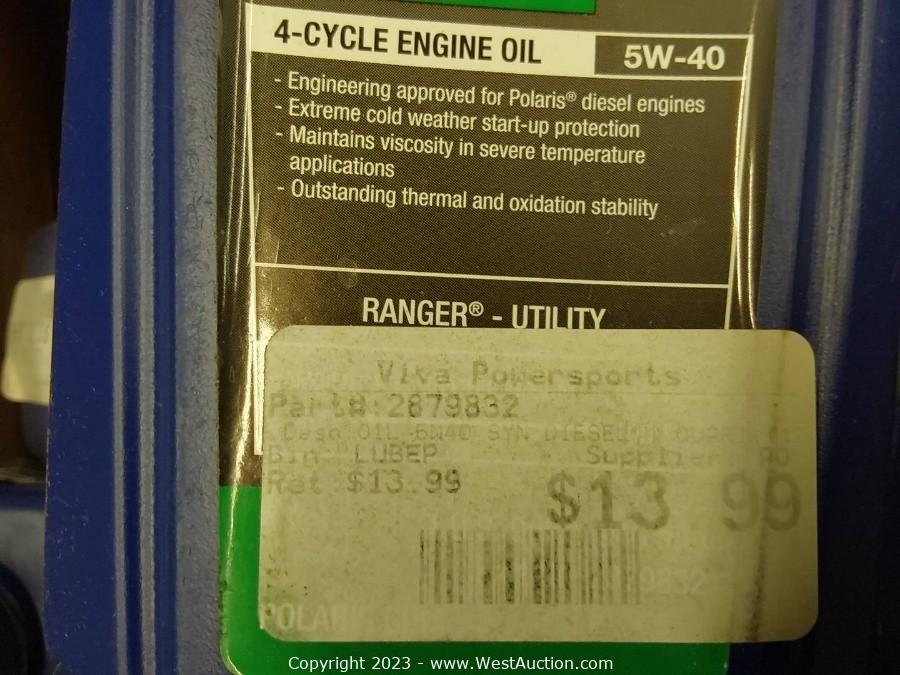 4-CYCLE ENGINE OIL 5W-40
- Engineering approved for Polaris® diesel engines
- Extreme cold weather start-up protection
- Maintains viscosity in severe temperature
applications
- Outstanding thermal and oxidation stability
RANGER® - UTILITY
Viva Powersports
Part#:2879832
Desc OIL 5W40 SYN DIESEL
Bin: LUBEP Supplier
Ret $13.99 $13 99
9832
POLARIS
Copyright 2023 - www.WestAuction.com